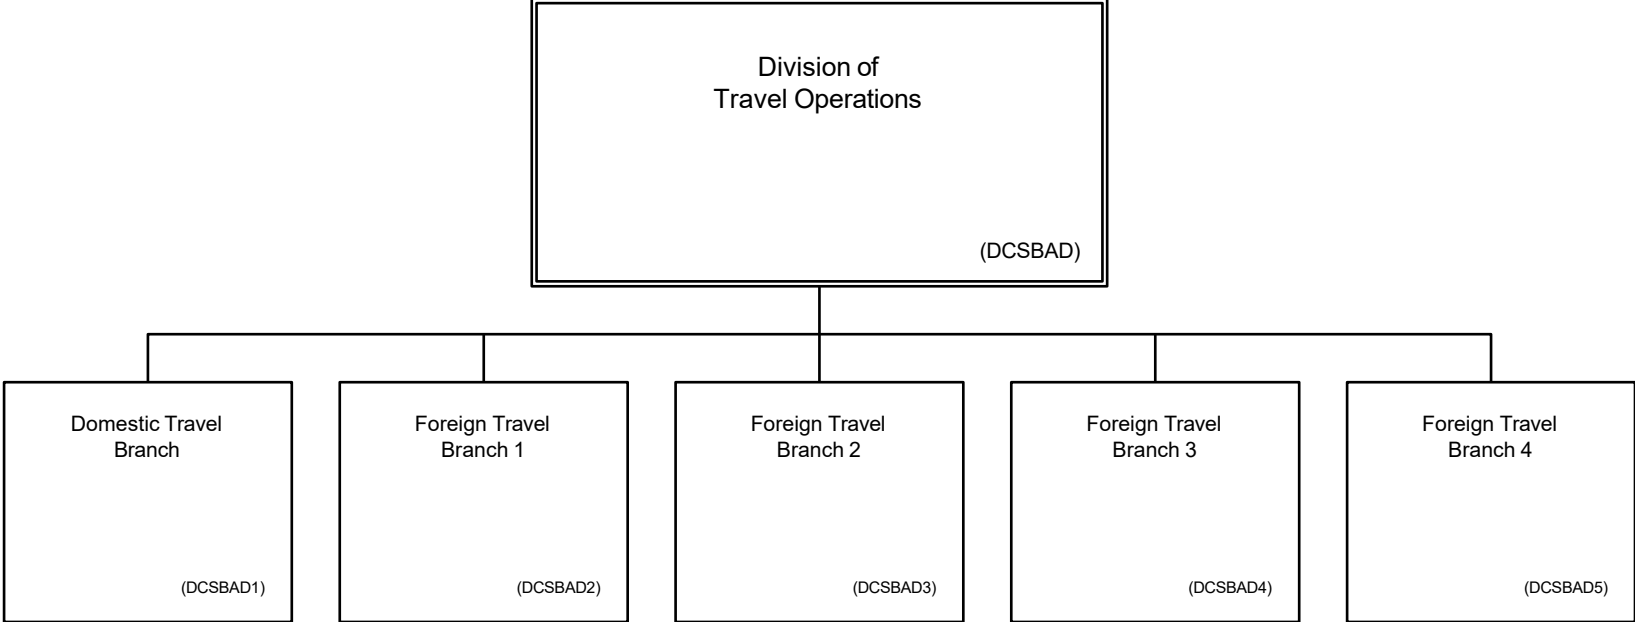 Division of
Travel Operations
(DCSBAD)
Domestic Travel
Branch
(DCSBAD1)
Foreign Travel
Branch 1
(DCSBAD2)
Foreign Travel
Branch 2
(DCSBAD3)
Foreign Travel
Branch 3
(DCSBAD4)
Foreign Travel
Branch 4
(DCSBAD5)